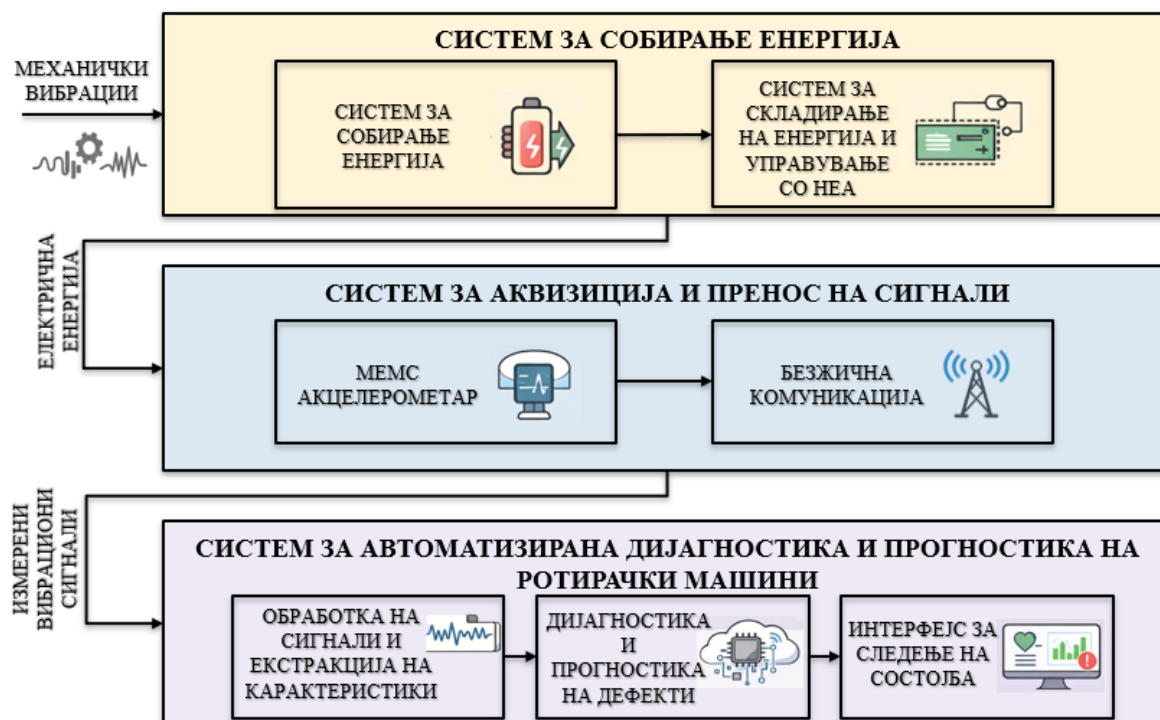 СИСТЕМ ЗА СОБИРАЊЕ ЕНЕРГИЈА
МЕХАНИЧКИ
ВИБРАЦИИ
СИСТЕМ ЗА
СОБИРАЊЕ
ЕНЕРГИЈА
СИСТЕМ ЗА
СКЛАДИРАЊЕ
НА ЕНЕРГИЈА И
УПРАВУВАЊЕ
СО НЕА
ЕЛЕКТРИЧНА
ЕНЕРГИЈА
СИСТЕМ ЗА АКВИЗИЦИЈА И ПРЕНОС НА СИГНАЛИ
МЕМС
АКЦЕЛЕРОМЕТАР
БЕЗЖИЧНА
КОМУНИКАЦИЈА
ИЗМЕРЕНИ
ВИБРАЦИОНИ
СИГНАЛИ
СИСТЕМ ЗА АВТОМАТИЗИРАНА ДИЈАГНОСТИКА И ПРОГНОСТИКА НА
РОТИРАЧКИ МАШИНИ
ОБРАБОТКА НА
СИГНАЛИ И
ЕКСТРАКЦИЈА НА
КАРАКТЕРИСТИКИ
ДИЈАГНОСТИКА
И
ПРОГНОСТИКА
НА ДЕФЕКТИ
ИНТЕРФЕЈС ЗА
СЛЕДЕЊЕ НА
СОСТОЈБА